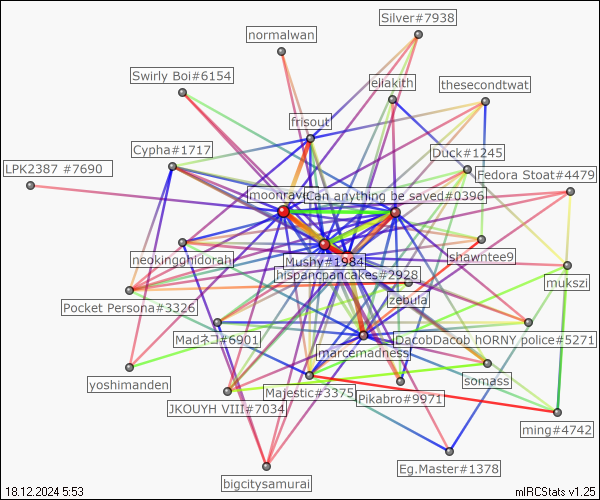 Silver#7938
normalwan
Swirly Boi#6154
eliakith
thesecondtwat
frisout
Cypha#1717
Duck#1245
LPK2387 #7690
Fedora Stoat#4479
Can anything be saved#0396
neokingghidorah
Mushy#1984
shawntee9
hispancpancakes#2928
mukszi
Pocket Persona#3326
zebula
MadネJ#6901
DacobDacob hORNY police#5271
marcemadness
yoshimanden
Majestic#3375
somass
JKOUYH VIII#7034
Pikabro#9971
ming#4742
bigcitysamurai
Eg.Master#1378
18.12.2024 5:53
mIRCStats v1.25